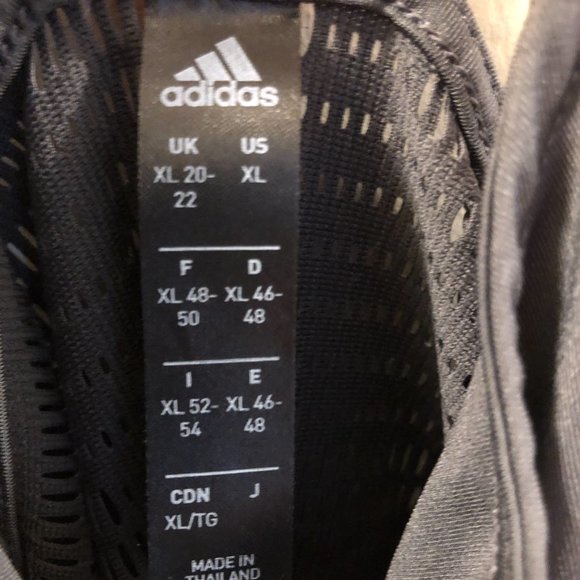 adidas
UK US
XL 20- XL
22
F D
XL 48- XL 46-
50 48
I E
XL 52- XL 46-
54 48
CDN J
XL/TG
MADE IN
THAILAND